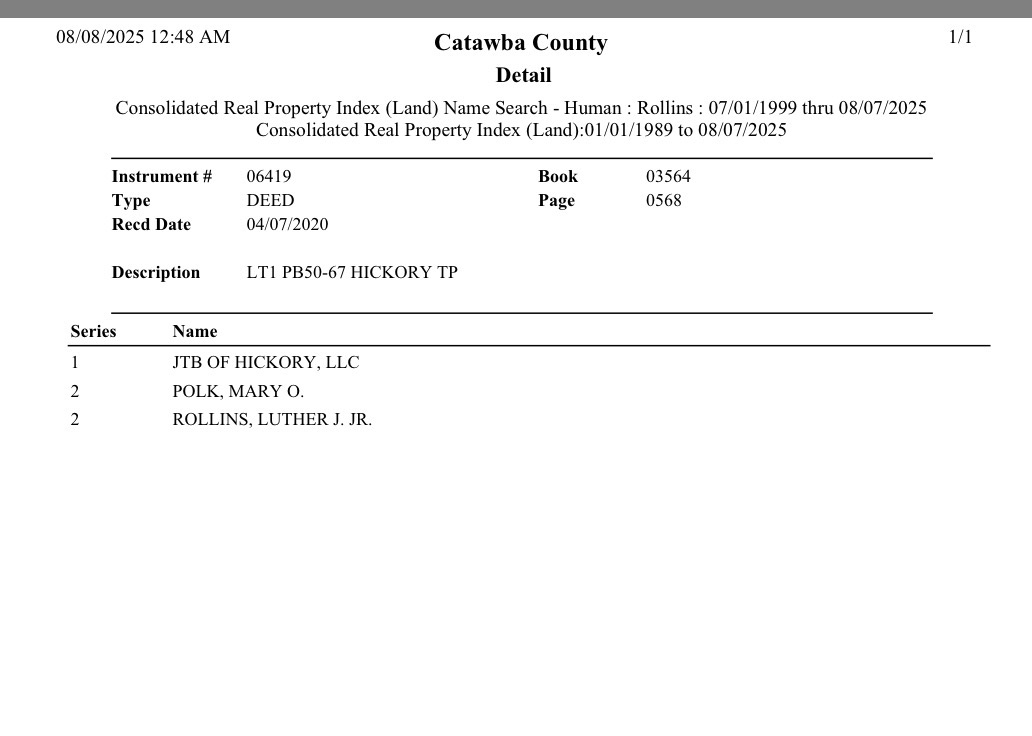 08/08/2025 12:48 AM
Catawba County
1/1
Detail
Consolidated Real Property Index (Land) Name Search - Human : Rollins : 07/01/1999 thru 08/07/2025
Consolidated Real Property Index (Land):01/01/1989 to 08/07/2025
Instrument # 06419 Book 03564
Type DEED Page 0568
Recd Date 04/07/2020
Description LT1 PB50-67 HICKORY TP
Series Name
1 JTB OF HICKORY, LLC
2 POLK, MARY O.
2 ROLLINS, LUTHER J. JR.